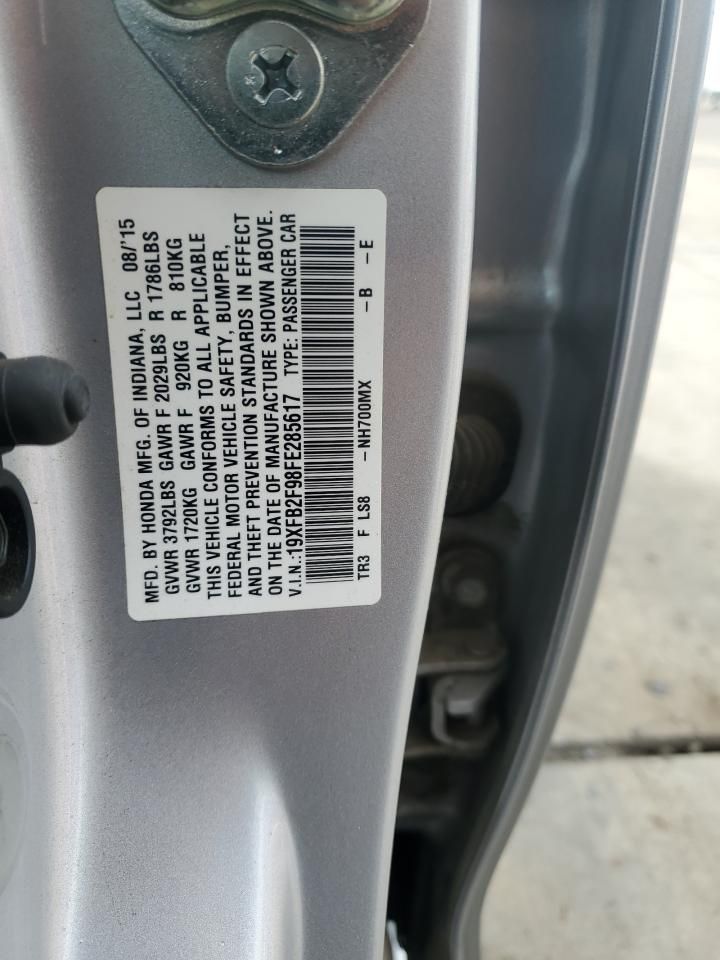 MFD. BY HONDA MFG. OF INDIANA, LLC 08/'15
GVWR 3792LBS GAWR F 2029LBS R 1786LBS
GVWR 1720KG GAWR F 920KG R 810KG
THIS VEHICLE CONFORMS TO ALL APPLICABLE
FEDERAL MOTOR VEHICLE SAFETY, BUMPER,
AND THEFT PREVENTION STANDARDS IN EFFECT
ON THE DATE OF MANUFACTURE SHOWN ABOVE.
V.I.N.:19XFB2F98FE285617 TYPE: PASSENGER CAR
TR3 F LS8 –NH700MX –B –E